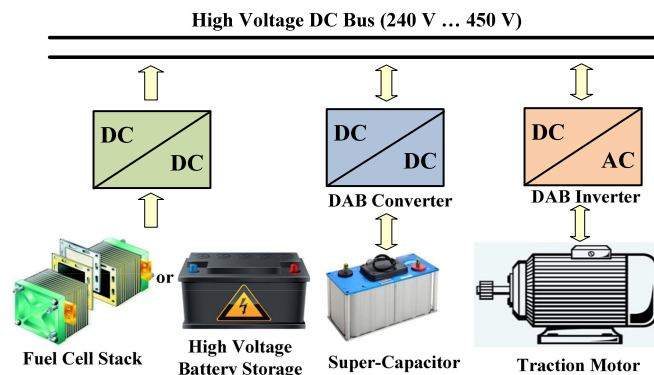 High Voltage DC Bus (240 V … 450 V)
DC
DC
DC
DC
DC
AC
DAB Converter
DAB Inverter
or
Fuel Cell Stack
High Voltage
Battery Storage
Super-Capacitor
Traction Motor